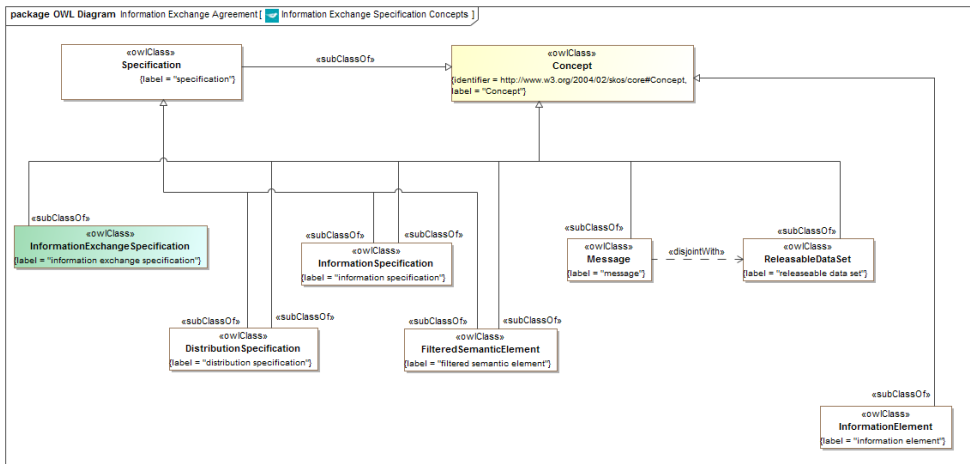 package OWL Diagram Information Exchange Agreement [ Information Exchange Specification Concepts ]
«owlClass»
Specification
{label = "specification"}
«subClassOf»
«owlClass»
Concept
{identifier = http://www.w3.org/2004/02/skos/core#Concept,
label = "Concept"}
«subClassOf»
«owlClass»
InformationExchangeSpecification
{label = "information exchange specification"}
«subClassOf»
«subClassOf»
«owlClass»
InformationSpecification
{label = "information specification"}
«subClassOf»
«owlClass»
Message
{label = "message"}
«disjointWith»
«subClassOf»
«owlClass»
ReleasableDataSet
{label = "releaseable data set"}
«subClassOf»
«subClassOf»
«owlClass»
DistributionSpecification
{label = "distribution specification"}
«subClassOf»
«subClassOf»
«owlClass»
FilteredSemanticElement
{label = "filtered semantic element"}
«subClassOf»
«owlClass»
InformationElement
{label = "information element"}